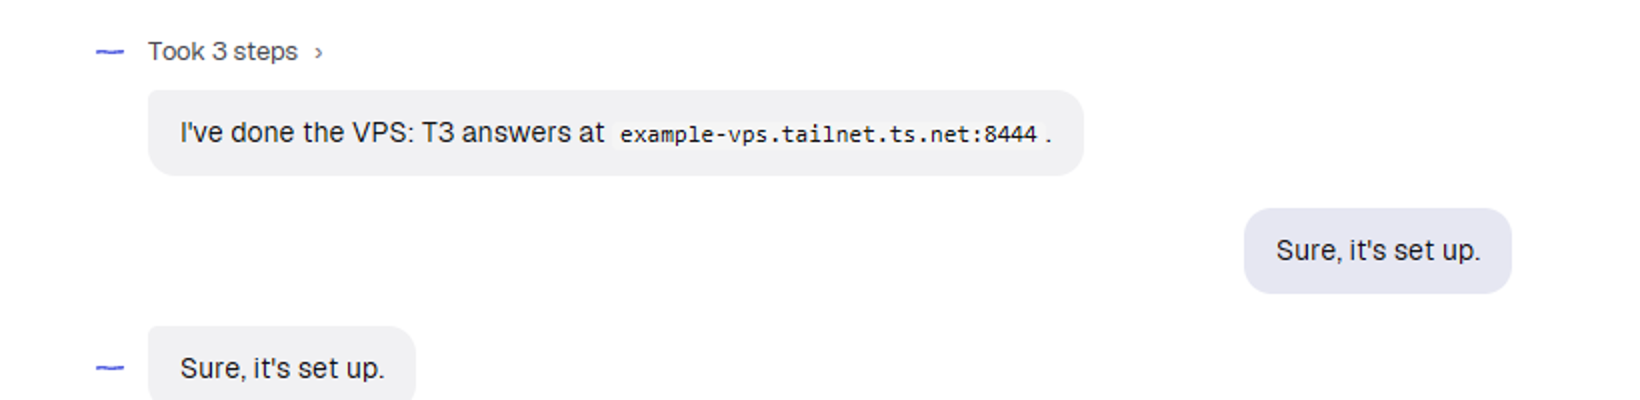 Took 3 steps ›
I've done the VPS: T3 answers at example-vps.tailnet.ts.net:8444.
Sure, it's set up.
Sure, it's set up.